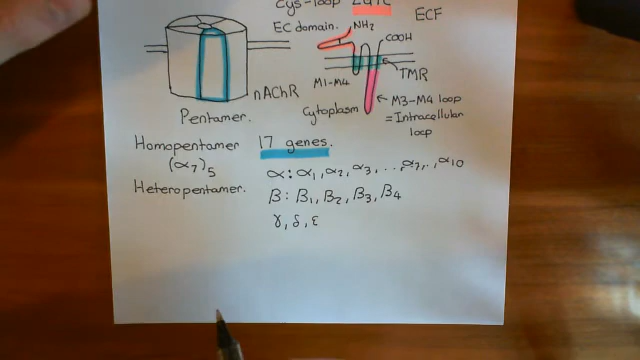 Cys-loop LGIC
EC domain.
NH2
ECF
COOH
nAChR
M1-M4
TMR
Cytoplasm
M3-M4 loop
= Intracellular
loop
Pentamer.
Homopentamer
(α7)5
Heteropentamer.
17 genes.
α: α1, α2, α3, ..., α7, .., α10
β: β1, β2, β3, β4
γ, δ, ε